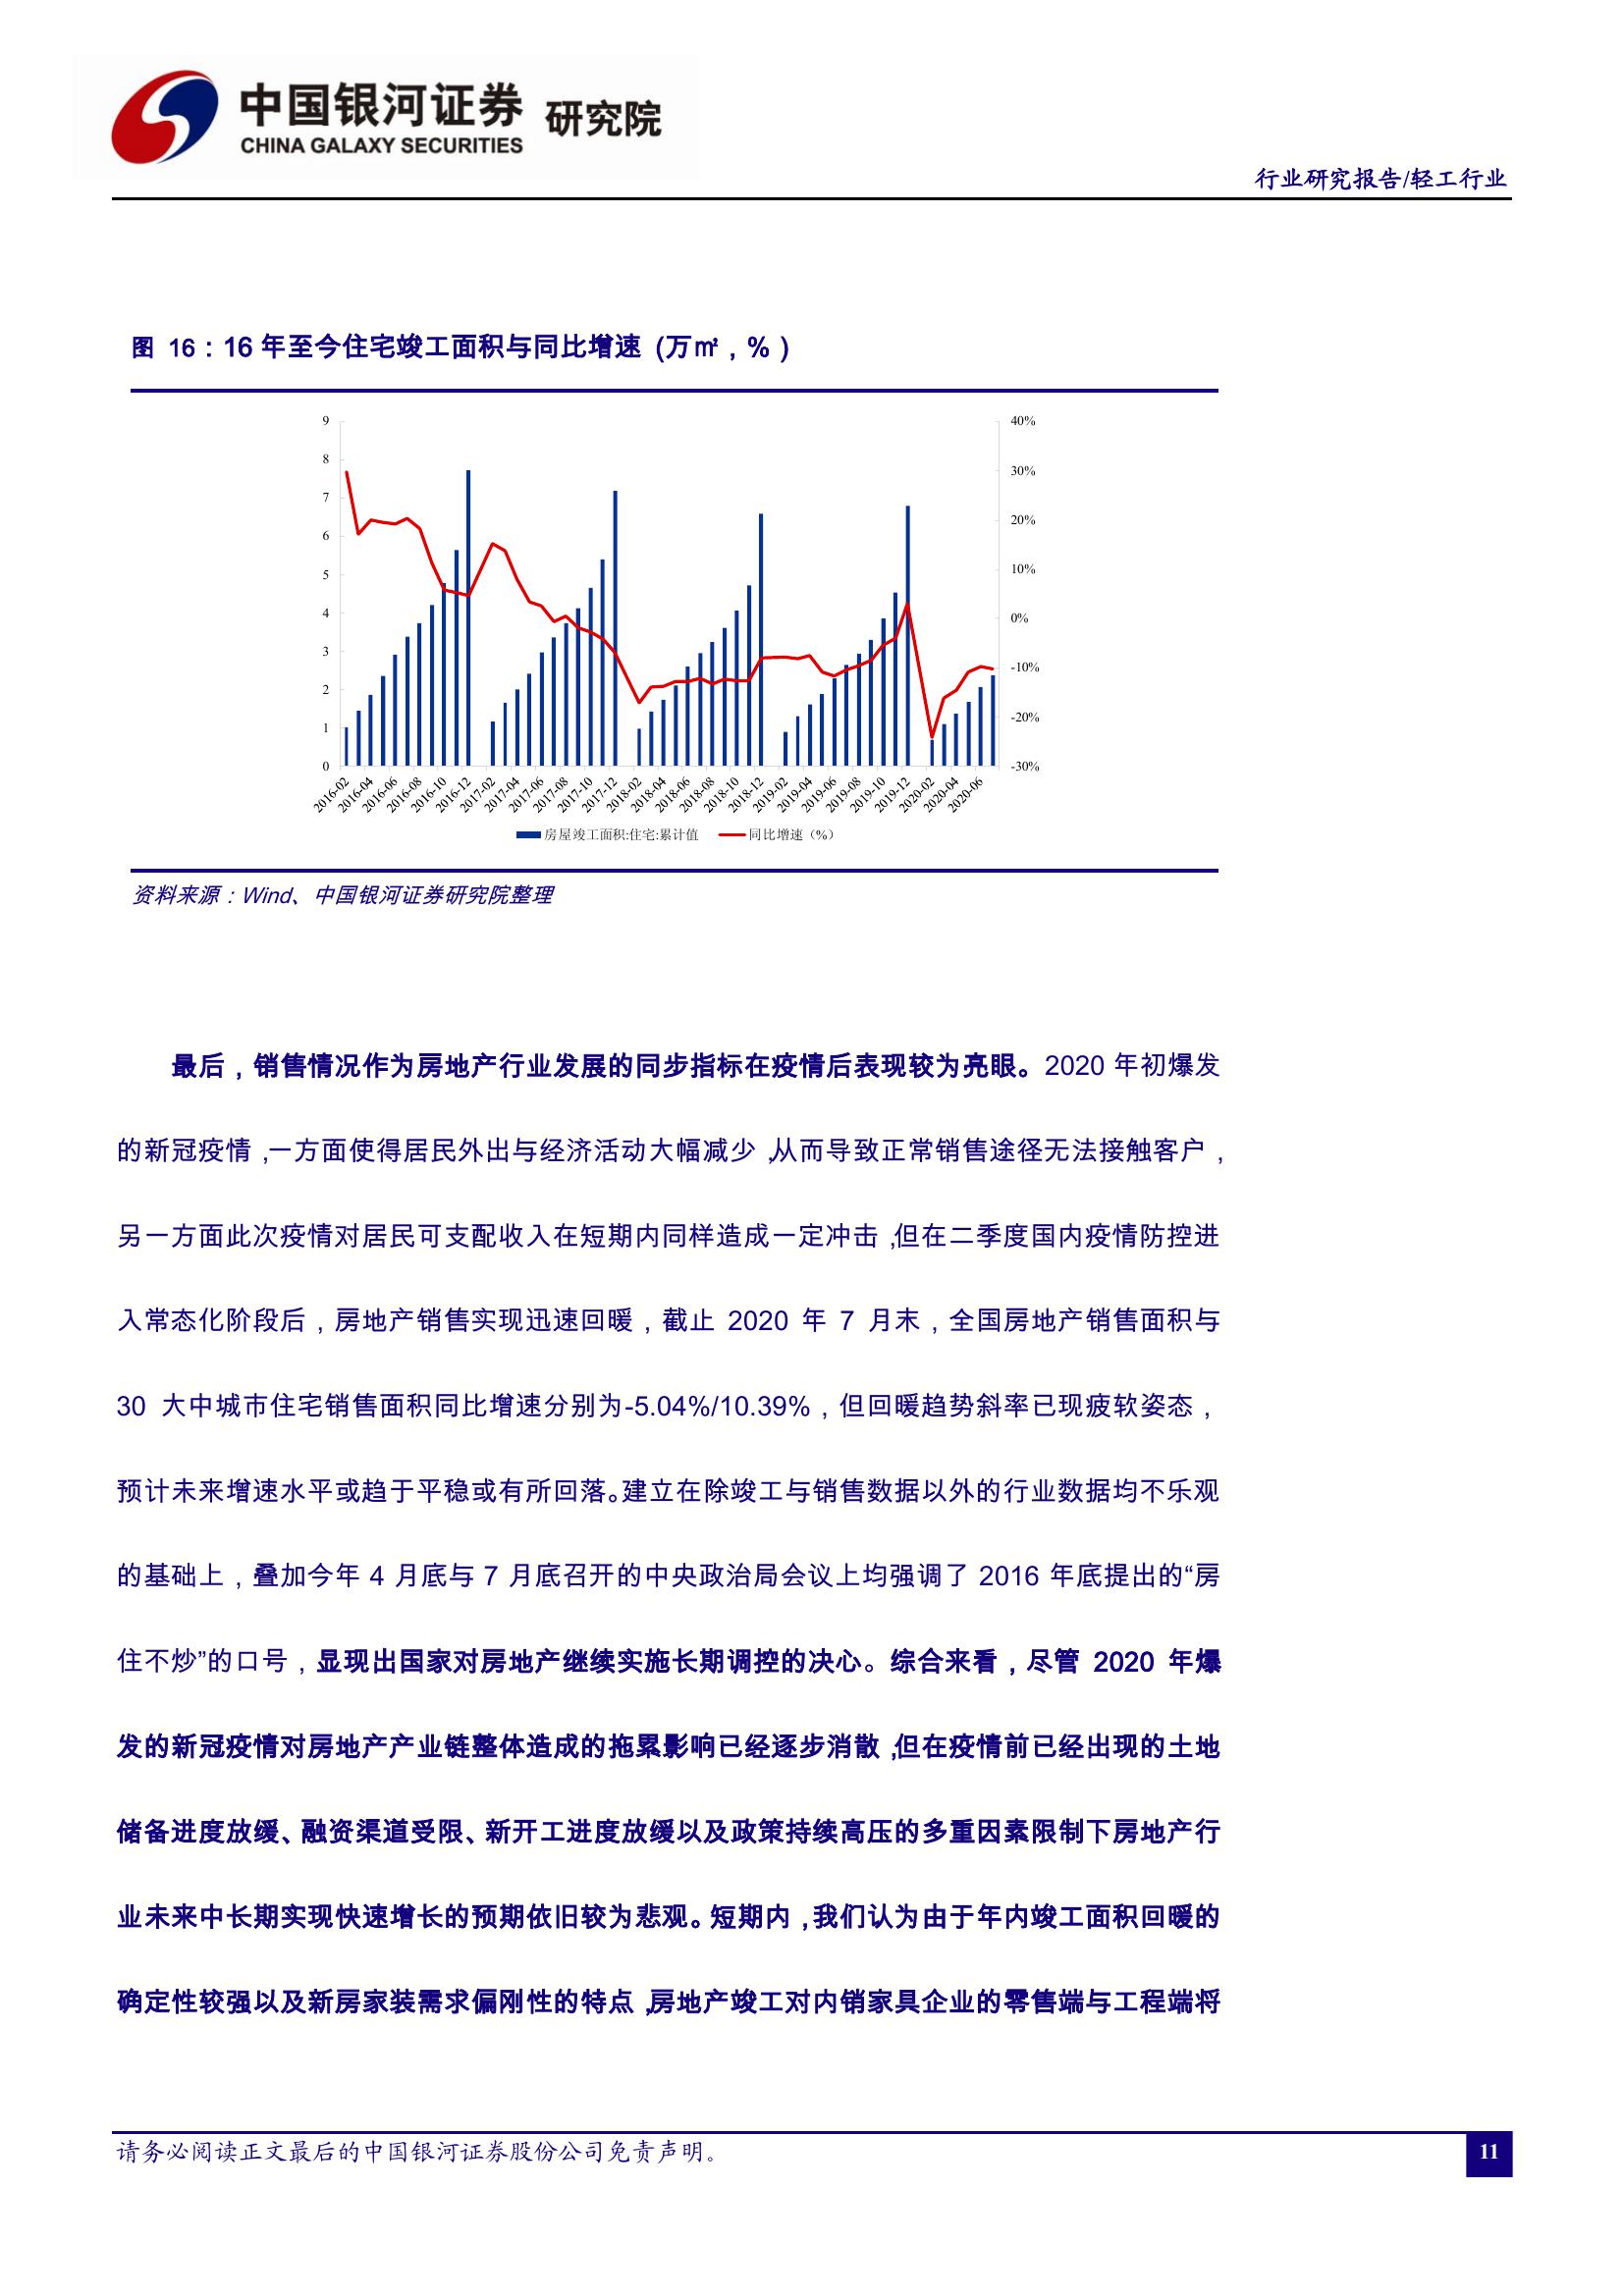 中国银河证券 研究院
CHINA GALAXY SECURITIES
行业研究报告/轻工行业
图 16：16 年至今住宅竣工面积与同比增速 (万㎡，%）
9
8
7
6
5
4
3
2
1
0
40%
30%
20%
10%
0%
-10%
-20%
-30%
2016-02
2016-04
2016-06
2016-08
2016-10
2016-12
2017-02
2017-04
2017-06
2017-08
2017-10
2017-12
2018-02
2018-04
2018-06
2018-08
2018-10
2018-12
2019-02
2019-04
2019-06
2019-08
2019-10
2019-12
2020-02
2020-04
2020-06
房屋竣工面积:住宅:累计值 同比增速（%）
资料来源：Wind、中国银河证券研究院整理
最后，销售情况作为房地产行业发展的同步指标在疫情后表现较为亮眼。2020 年初爆发
的新冠疫情，一方面使得居民外出与经济活动大幅减少，从而导致正常销售途径无法接触客户，
另一方面此次疫情对居民可支配收入在短期内同样造成一定冲击，但在二季度国内疫情防控进
入常态化阶段后，房地产销售实现迅速回暖，截止 2020 年 7 月末，全国房地产销售面积与
30 大中城市住宅销售面积同比增速分别为-5.04%/10.39%，但回暖趋势斜率已现疲软姿态，
预计未来增速水平或趋于平稳或有所回落。建立在除竣工与销售数据以外的行业数据均不乐观
的基础上，叠加今年 4 月底与 7 月底召开的中央政治局会议上均强调了 2016 年底提出的“房
住不炒”的口号，显现出国家对房地产继续实施长期调控的决心。综合来看，尽管 2020 年爆
发的新冠疫情对房地产产业链整体造成的拖累影响已经逐步消散，但在疫情前已经出现的土地
储备进度放缓、融资渠道受限、新开工进度放缓以及政策持续高压的多重因素限制下房地产行
业未来中长期实现快速增长的预期依旧较为悲观。短期内，我们认为由于年内竣工面积回暖的
确定性较强以及新房家装需求偏刚性的特点，房地产竣工对内销家具企业的零售端与工程端将
请务必阅读正文最后的中国银河证券股份公司免责声明。
11